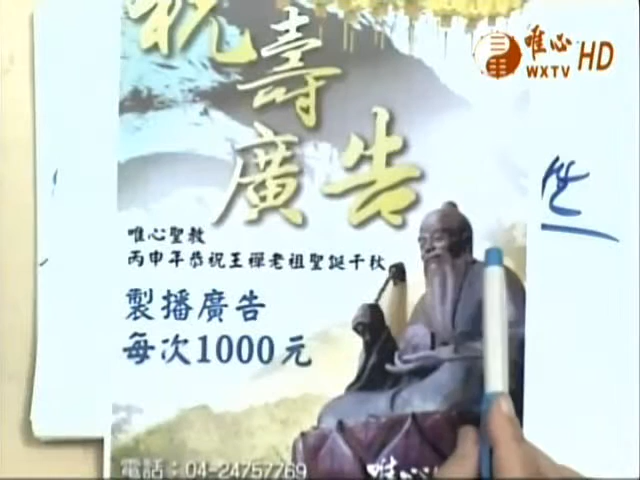 唯心
WXTV
HD
祝
壽
廣告
唯心聖教
丙申年恭祝王禪老祖聖誕千秋
製播廣告
每次1000元
電話：04-24757769
唯心